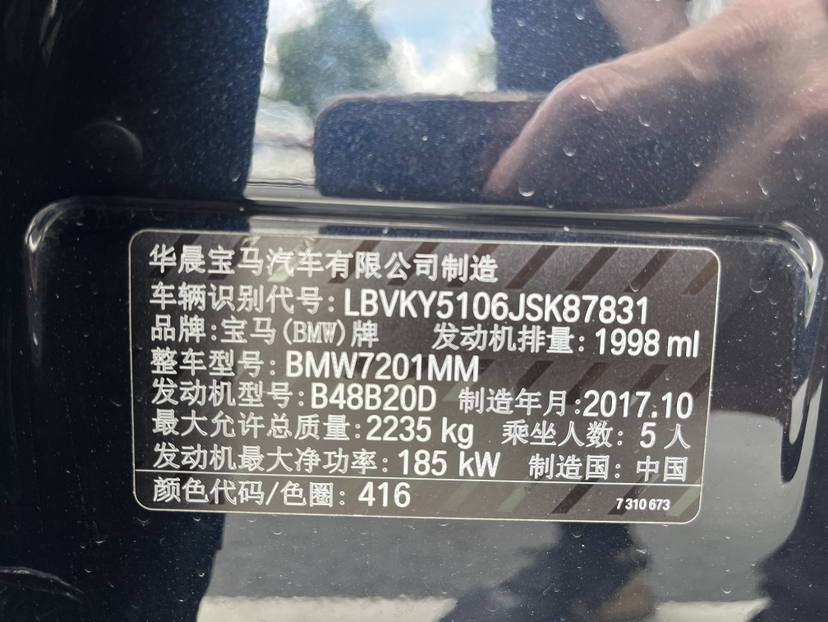 华晨宝马汽车有限公司制造
车辆识别代号: LBVKY5106JSK87831
品牌:宝马(BMW)牌 发动机排量: 1998 ml
整车型号: BMW7201MM
发动机型号: B48B20D 制造年月:2017.10
最大允许总质量: 2235 kg 乘坐人数: 5人
发动机最大净功率: 185 kW 制造国: 中国
颜色代码/色圈: 416 7 310 673